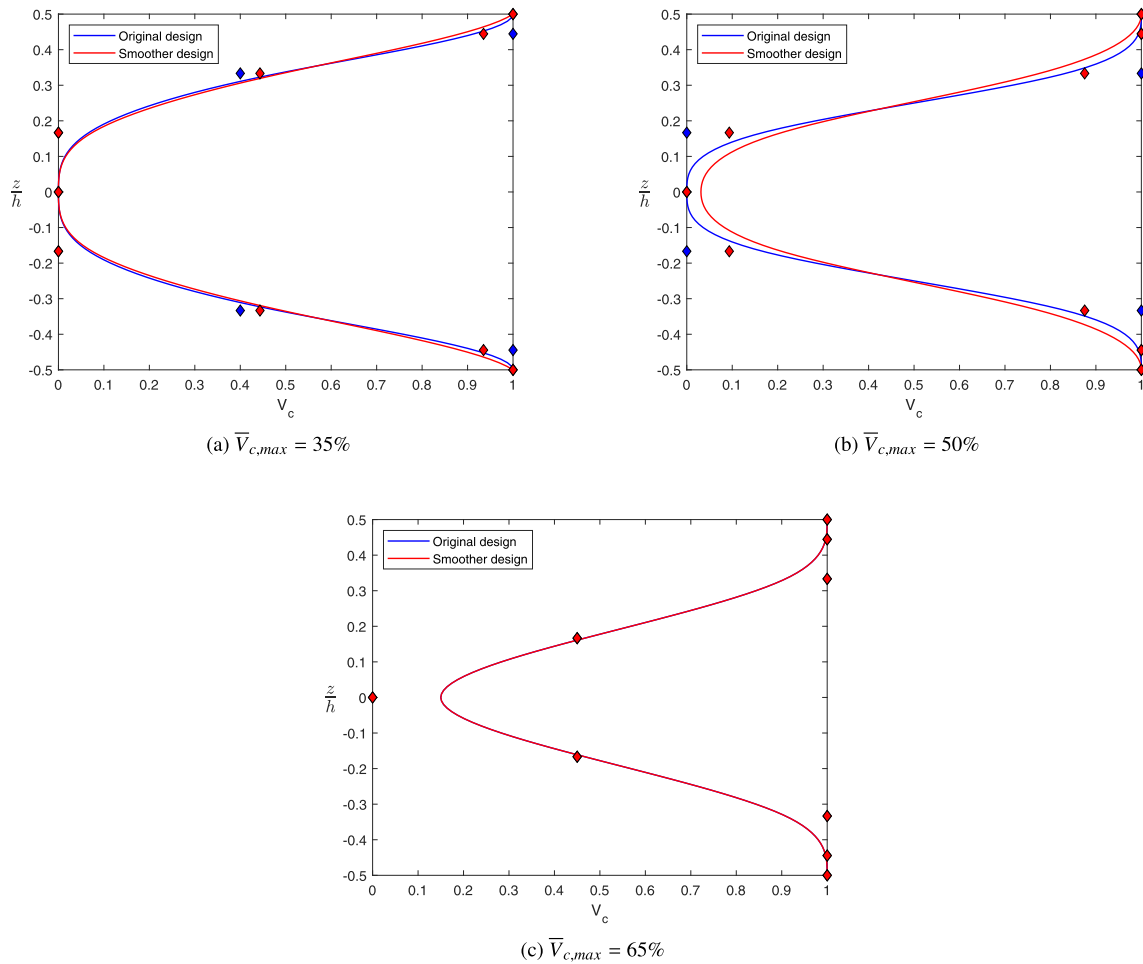 0.5
0.4
0.3
0.2
0.1
0
-0.1
-0.2
-0.3
-0.4
-0.5
z/h
Original design
Smoother design
0 0.1 0.2 0.3 0.4 0.5 0.6 0.7 0.8 0.9 1
V_c
(a) V̅_{c,max} = 35%
0.5
0.4
0.3
0.2
0.1
0
-0.1
-0.2
-0.3
-0.4
-0.5
z/h
Original design
Smoother design
0 0.1 0.2 0.3 0.4 0.5 0.6 0.7 0.8 0.9 1
V_c
(b) V̅_{c,max} = 50%
0.5
0.4
0.3
0.2
0.1
0
-0.1
-0.2
-0.3
-0.4
-0.5
z/h
Original design
Smoother design
0 0.1 0.2 0.3 0.4 0.5 0.6 0.7 0.8 0.9 1
V_c
(c) V̅_{c,max} = 65%